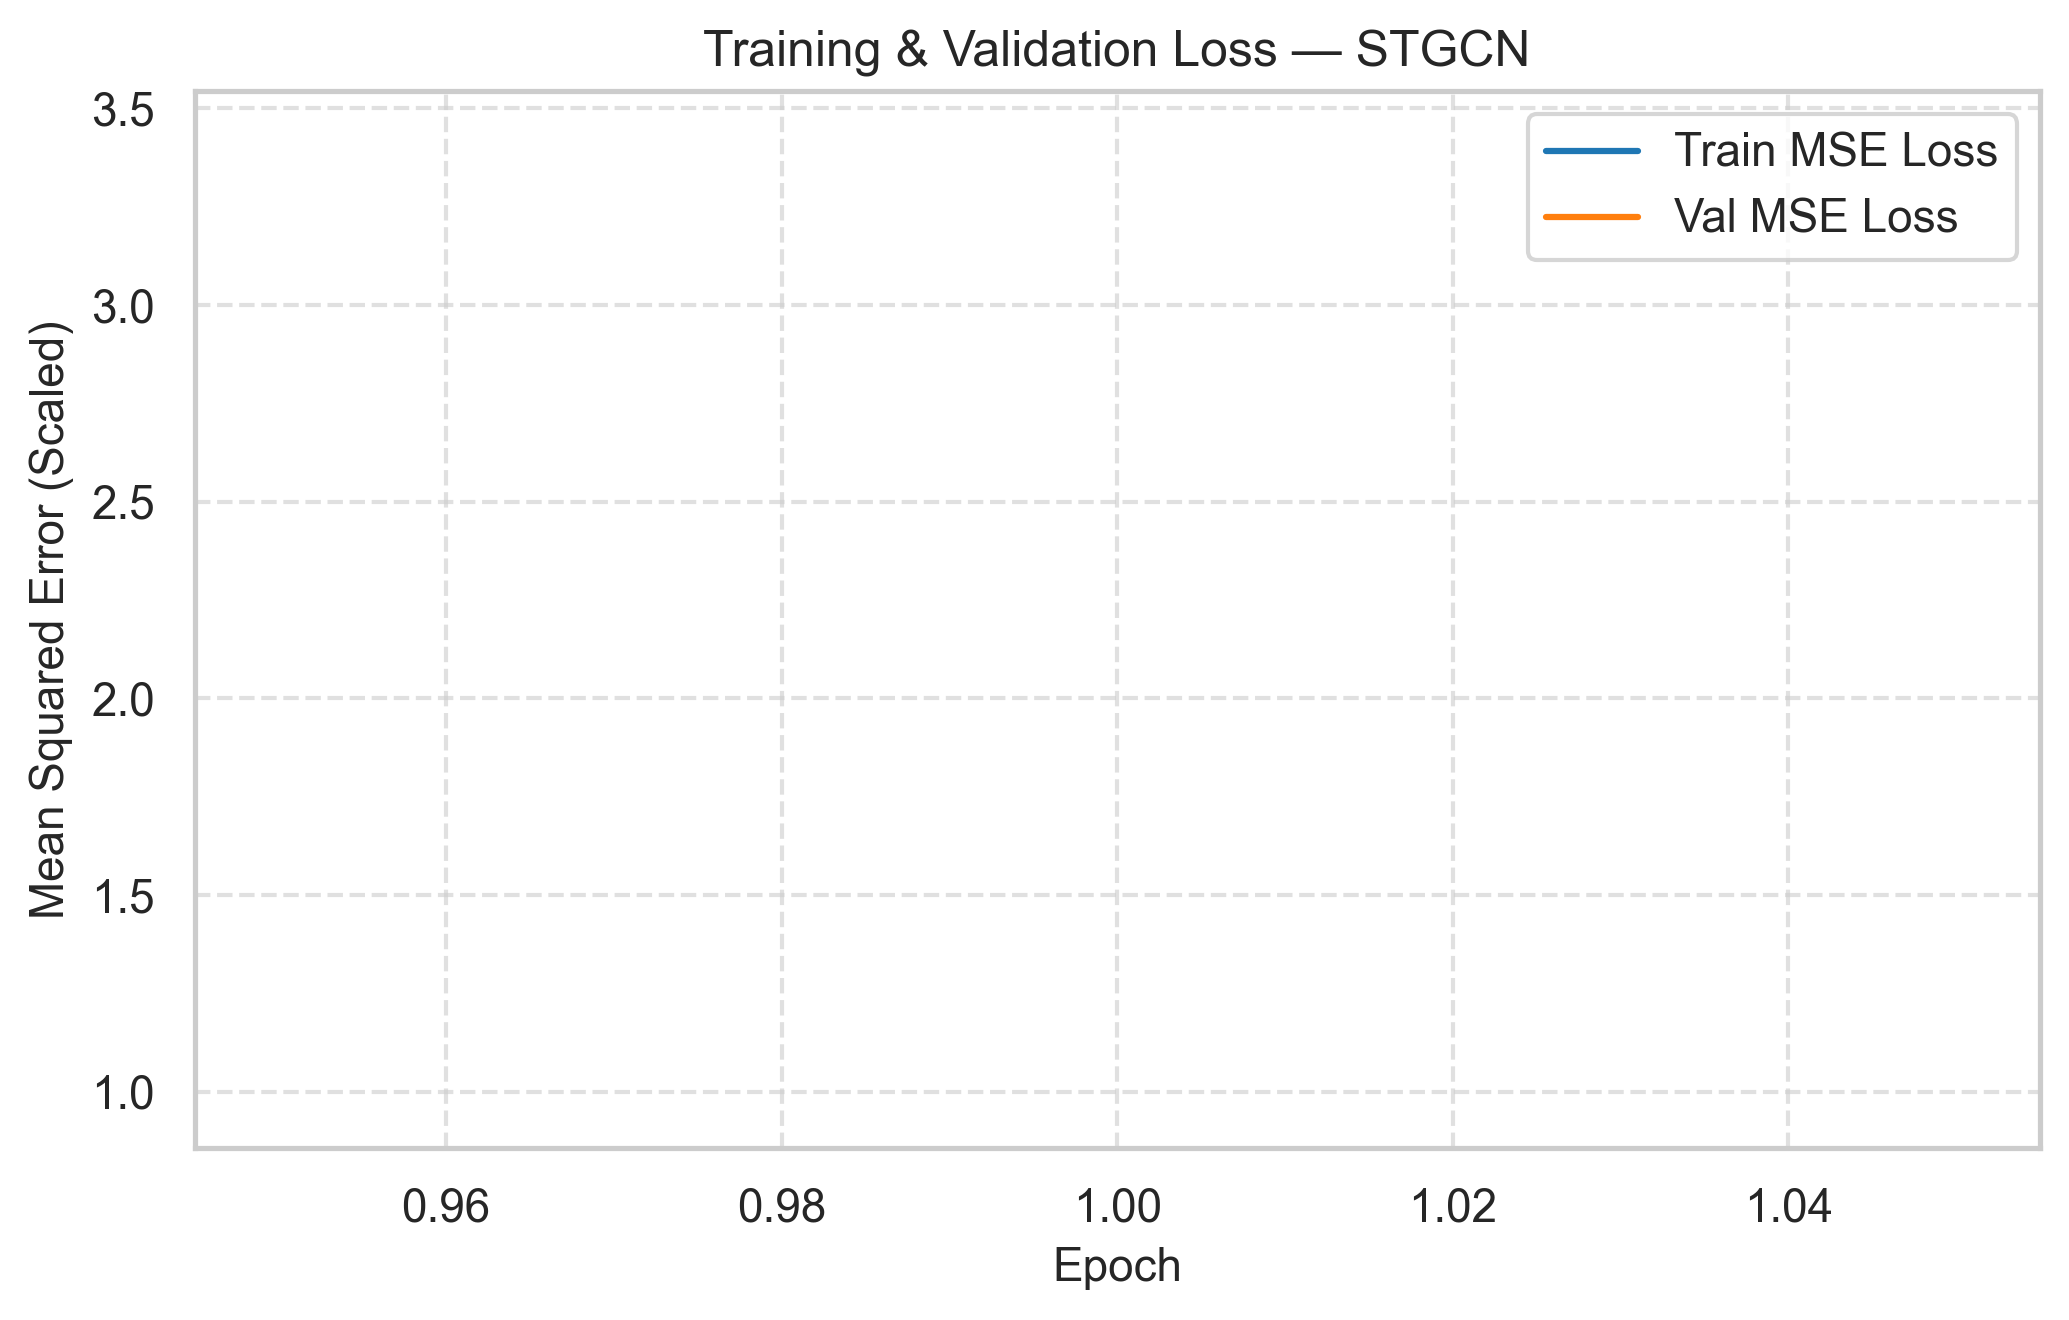 Training & Validation Loss — STGCN
3.5
3.0
2.5
2.0
1.5
1.0
Mean Squared Error (Scaled)
Train MSE Loss
Val MSE Loss
0.96 0.98 1.00 1.02 1.04
Epoch